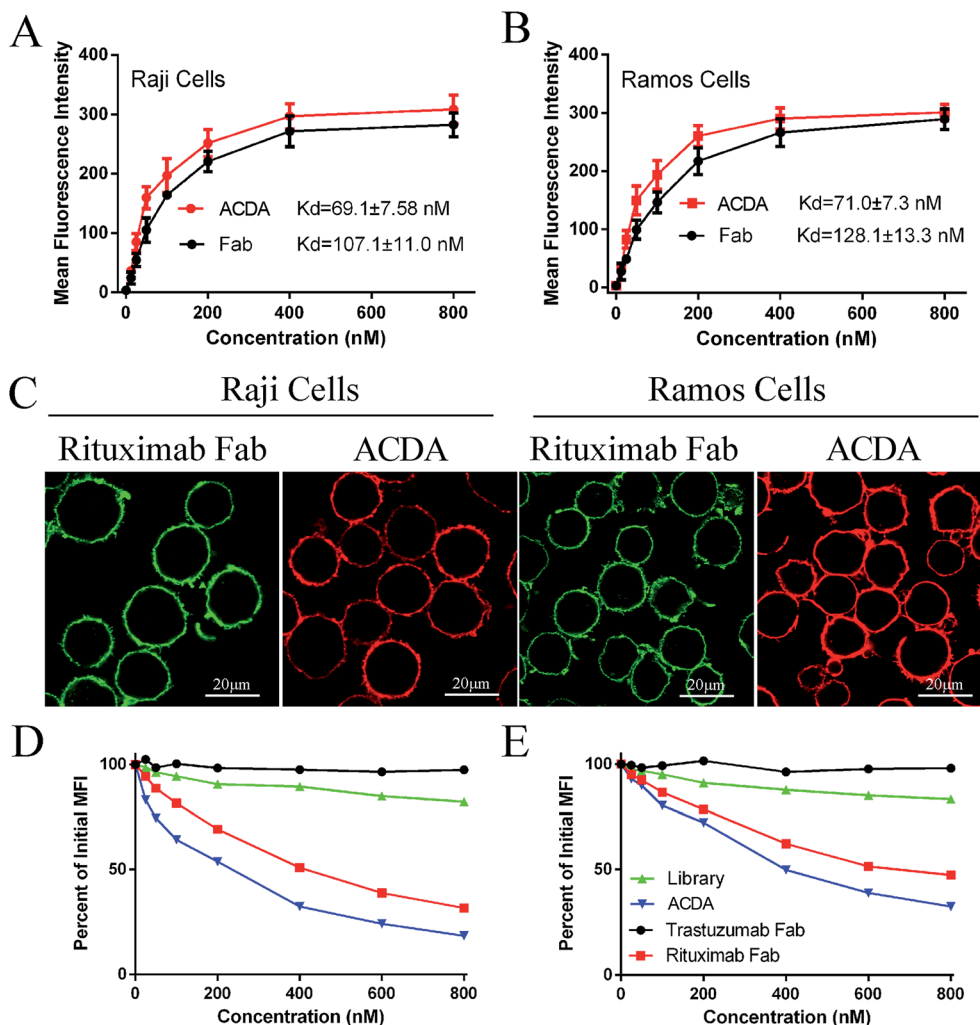 A
B
400
300
200
100
0
Mean Fluorescence Intensity
Raji Cells
ACDA Kd=69.1±7.58 nM
Fab Kd=107.1±11.0 nM
0 200 400 600 800
Concentration (nM)
400
300
200
100
0
Mean Fluorescence Intensity
Ramos Cells
ACDA Kd=71.0±7.3 nM
Fab Kd=128.1±13.3 nM
0 200 400 600 800
Concentration (nM)
C
Raji Cells Ramos Cells
Rituximab Fab ACDA Rituximab Fab ACDA
20μm 20μm 20μm 20μm
D
E
100
50
0
Percent of Initial MFI
0 200 400 600 800
Concentration (nM)
100
50
0
Percent of Initial MFI
Library
ACDA
Trastuzumab Fab
Rituximab Fab
0 200 400 600 800
Concentration (nM)